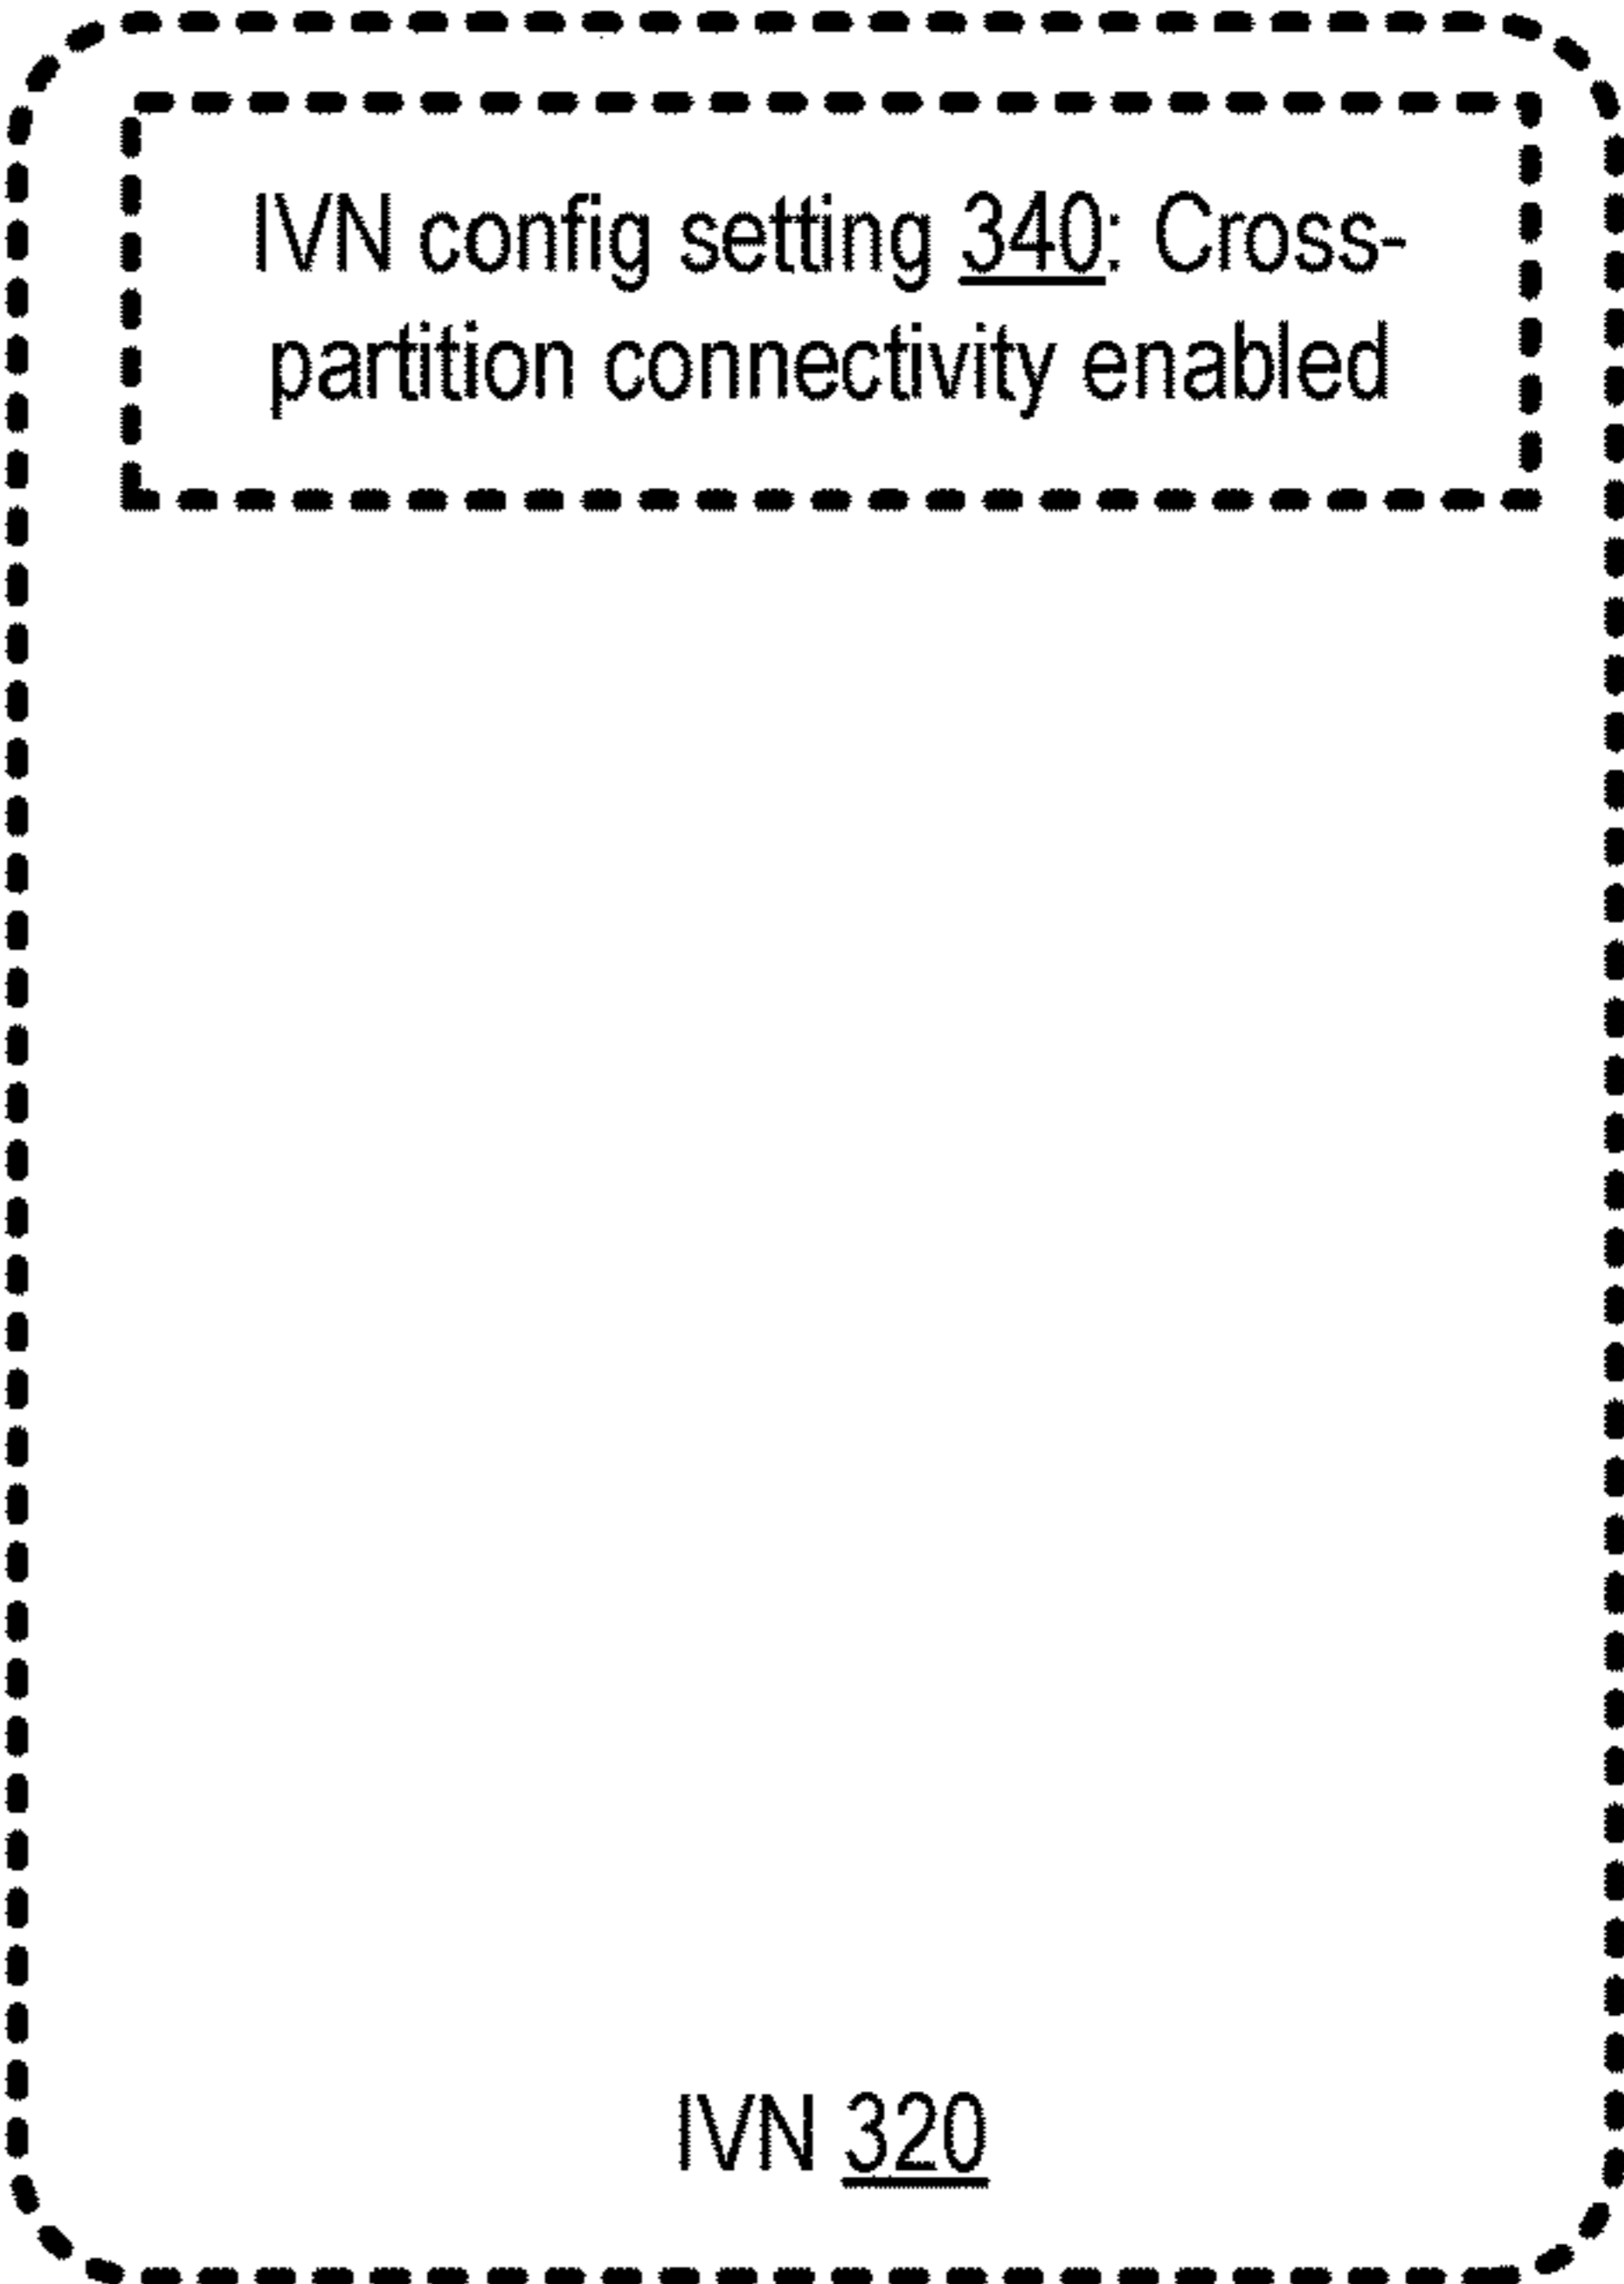 IVN config setting 340: Cross-
partition connectivity enabled
IVN 320